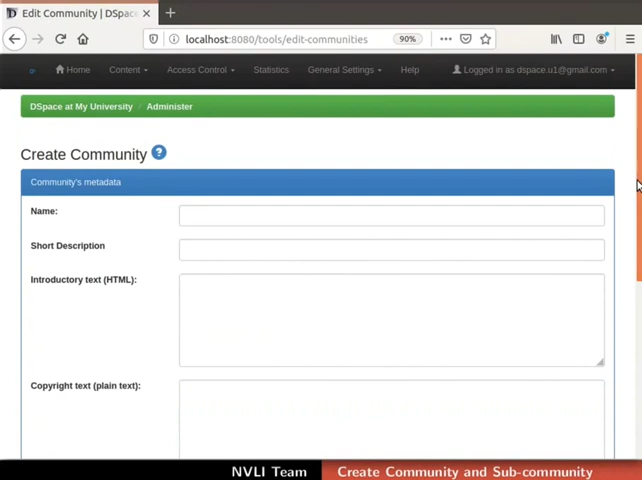 Edit Community | DSpace
localhost:8080/tools/edit-communities
90%
Home
Content
Access Control
Statistics
General Settings
Help
Logged in as dspace.u1@gmail.com
DSpace at My University / Administer
Create Community ?
Community's metadata
Name:
Short Description
Introductory text (HTML):
Copyright text (plain text):
NVLI Team
Create Community and Sub-community